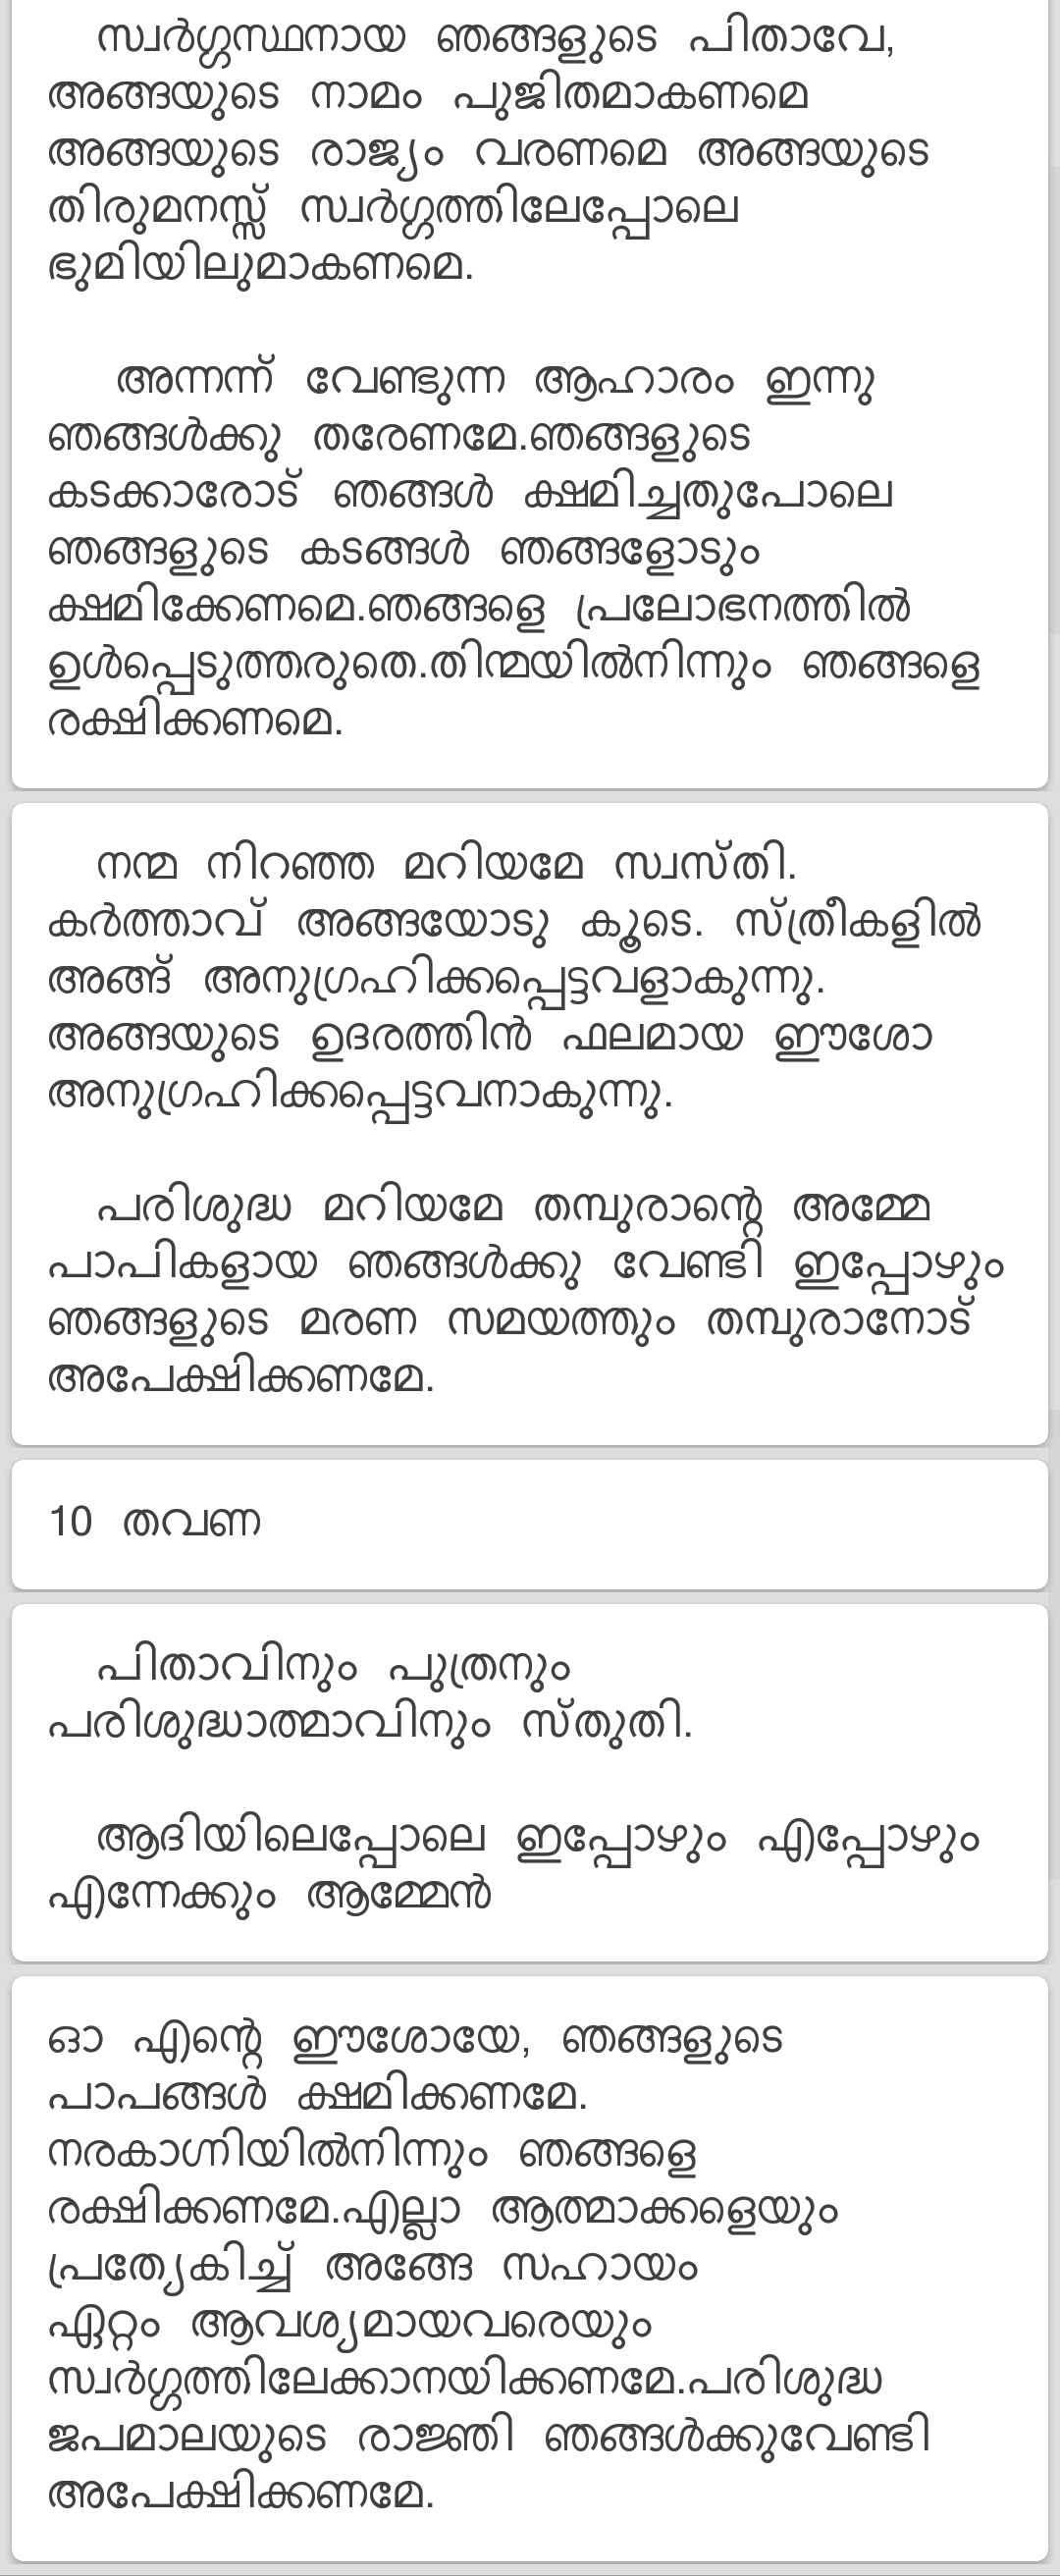 സ്വർഗ്ഗസ്ഥനായ ഞങ്ങളുടെ പിതാവേ,
അങ്ങയുടെ നാമം പുജിതമാകണമെ
അങ്ങയുടെ രാജ്യം വരണമെ അങ്ങയുടെ
തിരുമനസ്സ് സ്വർഗ്ഗത്തിലേപ്പോലെ
ഭുമിയിലുമാകണമെ.
അന്നന്ന് വേണ്ടുന്ന ആഹാരം ഇന്നു
ഞങ്ങൾക്കു തരേണമേ.ഞങ്ങളുടെ
കടക്കാരോട് ഞങ്ങൾ ക്ഷമിച്ചതുപോലെ
ഞങ്ങളുടെ കടങ്ങൾ ഞങ്ങളോടും
ക്ഷമിക്കേണമെ.ഞങ്ങളെ പ്രലോഭനത്തിൽ
ഉൾപ്പെടുത്തരുതെ.തിന്മയിൽനിന്നും ഞങ്ങളെ
രക്ഷിക്കണമെ.
നന്മ നിറഞ്ഞ മറിയമേ സ്വസ്തി.
കർത്താവ് അങ്ങയോടു കൂടെ. സ്ത്രീകളിൽ
അങ്ങ് അനുഗ്രഹിക്കപ്പെട്ടവളാകുന്നു.
അങ്ങയുടെ ഉദരത്തിൻ ഫലമായ ഈശോ
അനുഗ്രഹിക്കപ്പെട്ടവനാകുന്നു.
പരിശുദ്ധ മറിയമേ തമ്പുരാന്റെ അമ്മേ
പാപികളായ ഞങ്ങൾക്കു വേണ്ടി ഇപ്പോഴും
ഞങ്ങളുടെ മരണ സമയത്തും തമ്പുരാനോട്
അപേക്ഷിക്കണമേ.
10 തവണ
പിതാവിനും പുത്രനും
പരിശുദ്ധാത്മാവിനും സ്തുതി.
ആദിയിലെപ്പോലെ ഇപ്പോഴും എപ്പോഴും
എന്നേക്കും ആമ്മേൻ
ഓ എന്റെ ഈശോയേ, ഞങ്ങളുടെ
പാപങ്ങൾ ക്ഷമിക്കണമേ.
നരകാഗ്നിയിൽനിന്നും ഞങ്ങളെ
രക്ഷിക്കണമേ.എല്ലാ ആത്മാക്കളെയും
പ്രത്യേകിച്ച് അങ്ങേ സഹായം
ഏറ്റം ആവശ്യമായവരെയും
സ്വർഗ്ഗത്തിലേക്കാനയിക്കണമേ.പരിശുദ്ധ
ജപമാലയുടെ രാജ്ഞി ഞങ്ങൾക്കുവേണ്ടി
അപേക്ഷിക്കണമേ.